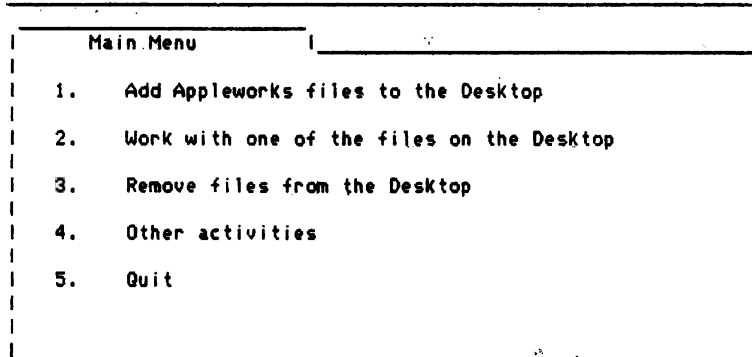 Main Menu
1. Add Appleworks files to the Desktop
2. Work with one of the files on the Desktop
3. Remove files from the Desktop
4. Other activities
5. Quit